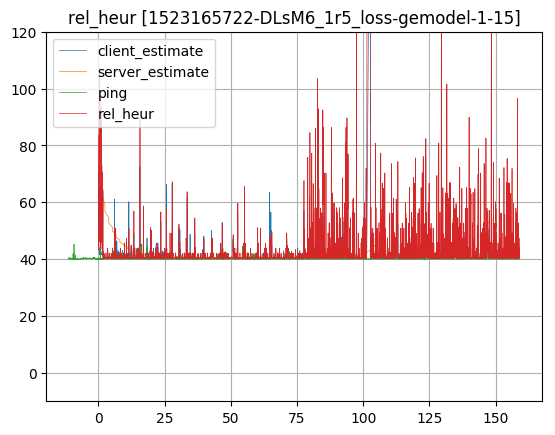 rel_heur [1523165722-DLsM6_1r5_loss-gemodel-1-15]
client_estimate
server_estimate
ping
rel_heur
120
100
80
60
40
20
0
0 25 50 75 100 125 150